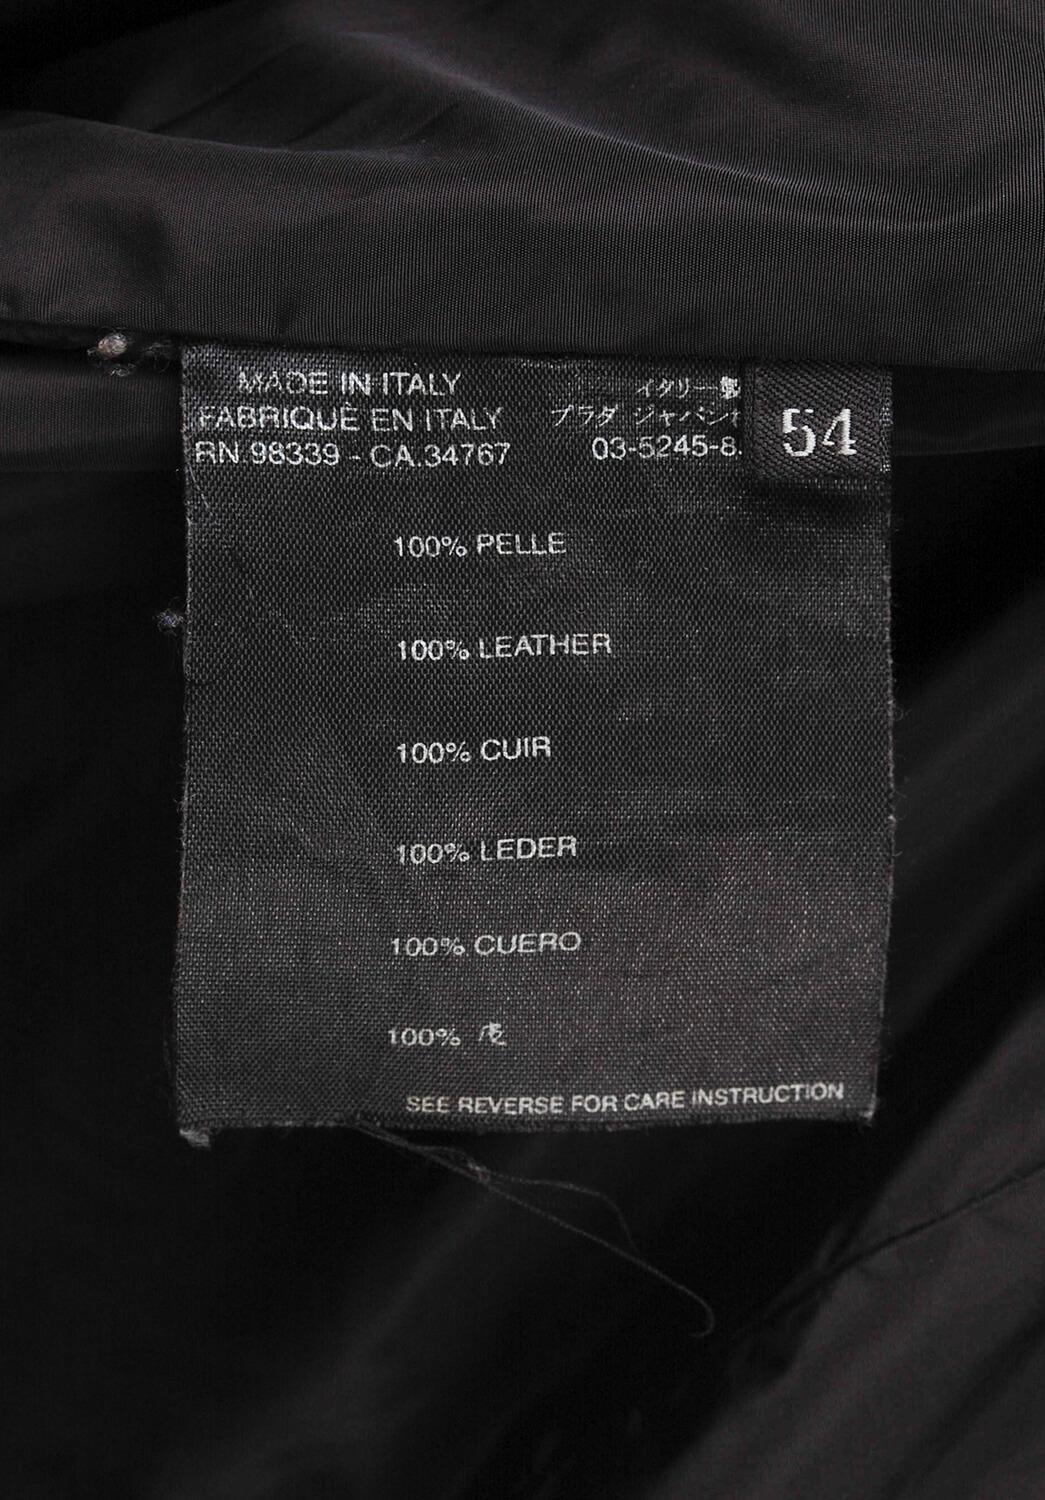 MADE IN ITALY
FABRIQUÉ EN ITALY
RN 98339 - CA.34767
イタリー製
プラダ ジャパン
03-5245-8
54
100% PELLE
100% LEATHER
100% CUIR
100% LEDER
100% CUERO
100%
SEE REVERSE FOR CARE INSTRUCTION